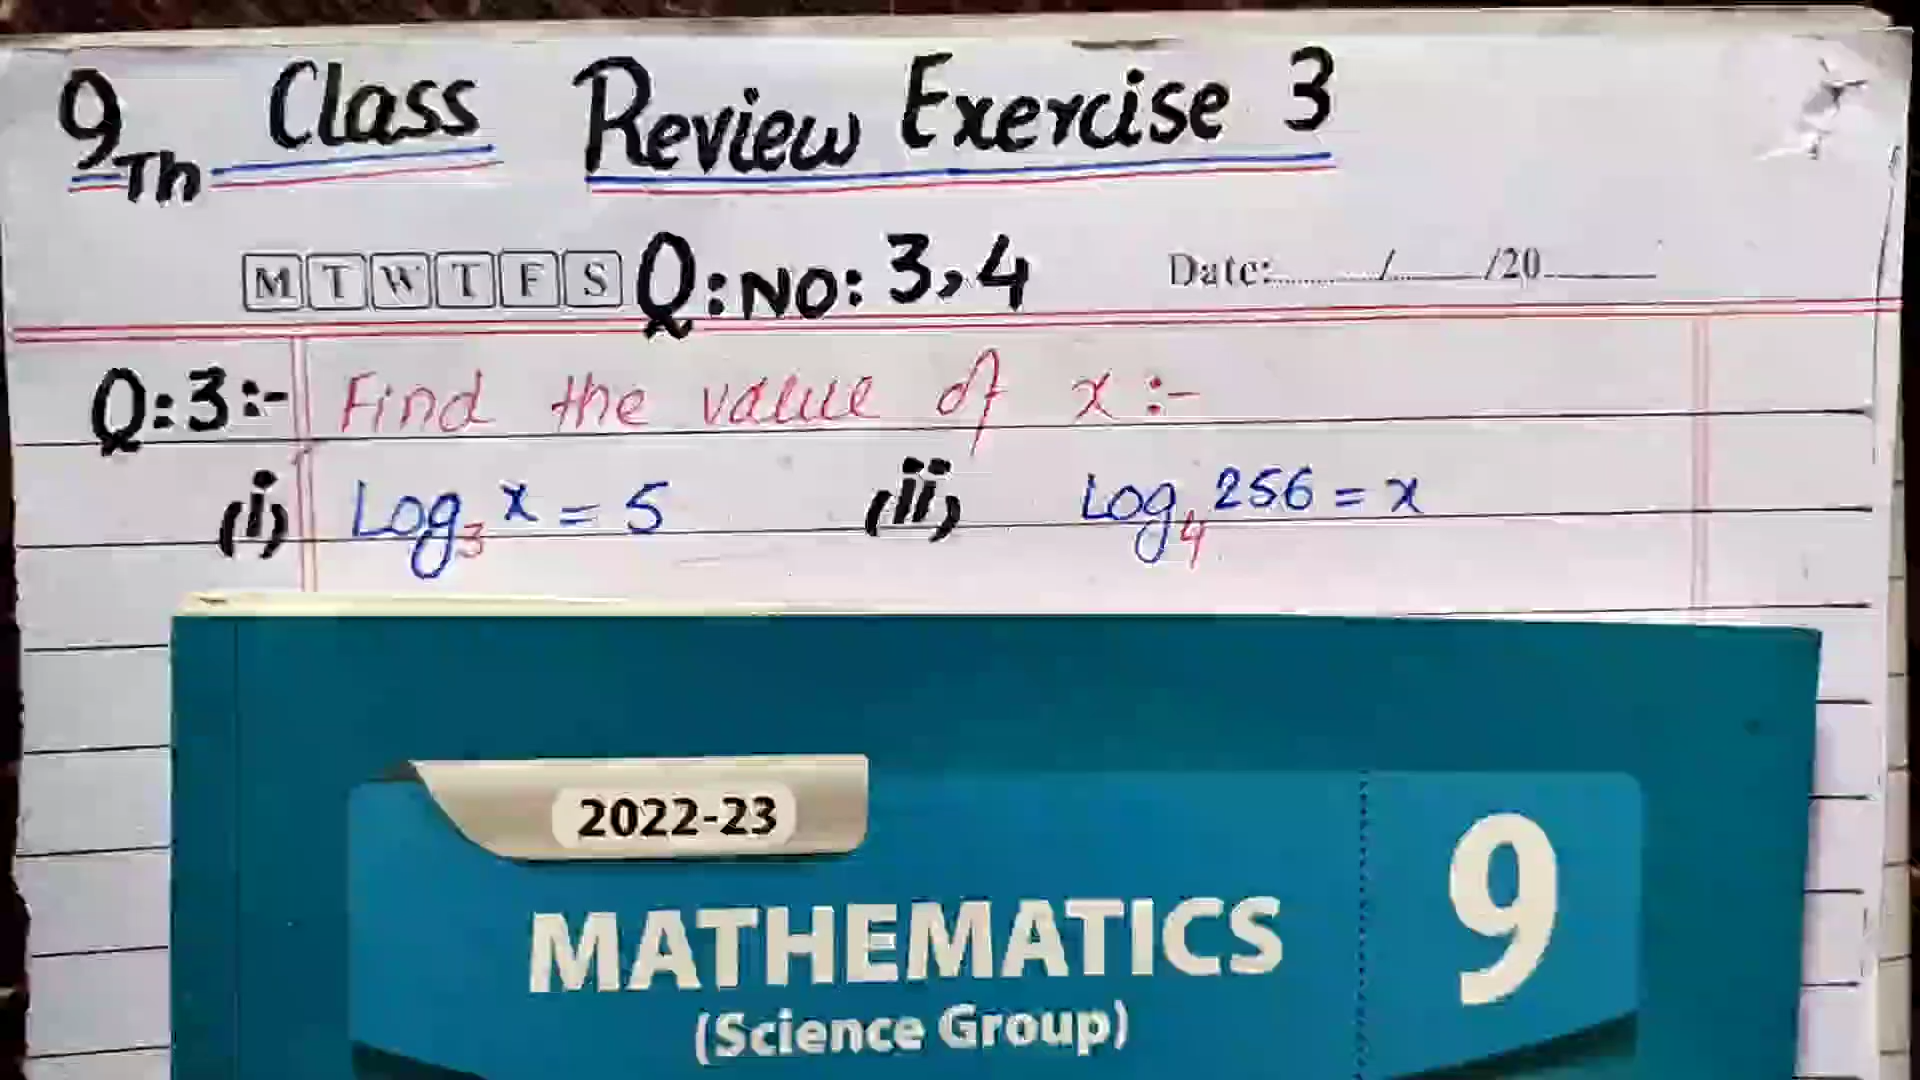 9Th Class Review Exercise 3
M T W T F S Q:NO: 3,4 Date:......../......../20
Q:3:- Find the value of x:-
(i) Log₃ x = 5 (ii) Log₄ 256 = x
2022-23
MATHEMATICS 9
(Science Group)